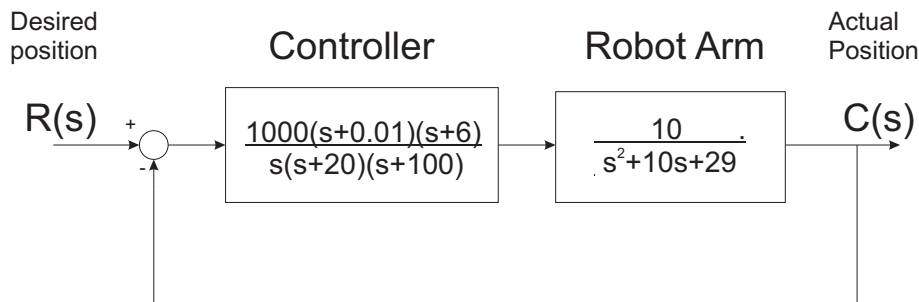 Desired
position
Controller
Robot Arm
Actual
Position
R(s)
+
-
1000(s+0.01)(s+6)
s(s+20)(s+100)
10 .
s²+10s+29
C(s)